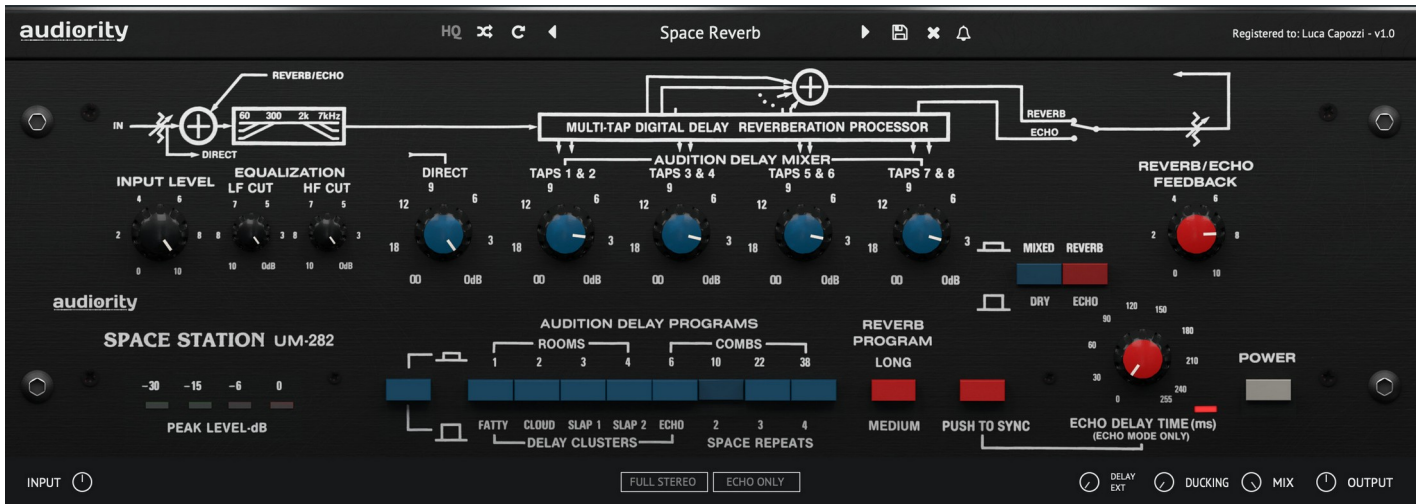 audiority
HQ
Space Reverb
Registered to: Luca Capozzi - v1.0
REVERB/ECHO
IN
60 300 2k 7kHz
DIRECT
MULTI-TAP DIGITAL DELAY REVERBERATION PROCESSOR
REVERB
ECHO
AUDITION DELAY MIXER
INPUT LEVEL
4 6
2 8
0 10
EQUALIZATION
LF CUT HF CUT
7 5 7 5
8 3 8 3
10 0dB 10 0dB
DIRECT
9
12 6
18 3
00 0dB
TAPS 1 & 2
9
12 6
18 3
00 0dB
TAPS 3 & 4
9
12 6
18 3
00 0dB
TAPS 5 & 6
9
12 6
18 3
00 0dB
TAPS 7 & 8
9
12 6
18 3
00 0dB
REVERB/ECHO
FEEDBACK
4 6
2 8
0 10
MIXED REVERB
DRY ECHO
audiority
SPACE STATION UM-282
-30 -15 -6 0
PEAK LEVEL-dB
AUDITION DELAY PROGRAMS
ROOMS COMBS
1 2 3 4 6 10 22 38
FATTY CLOUD SLAP 1 SLAP 2 ECHO 2 3 4
DELAY CLUSTERS SPACE REPEATS
REVERB
PROGRAM
LONG
MEDIUM
PUSH TO SYNC
120 150
90 180
60 210
30 240
0 255
ECHO DELAY TIME (ms)
(ECHO MODE ONLY)
POWER
INPUT
FULL STEREO
ECHO ONLY
DELAY
EXT
DUCKING
MIX
OUTPUT